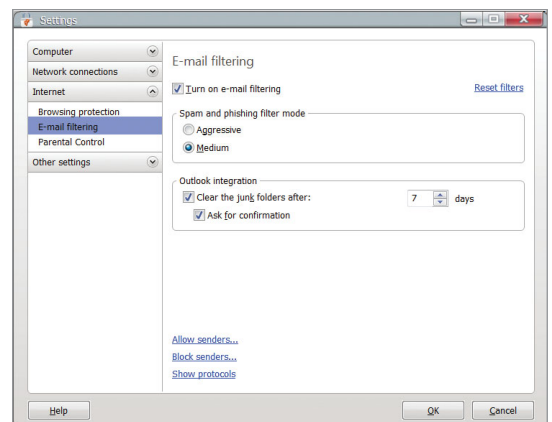 Settings
Computer
Network connections
Internet
Browsing protection
E-mail filtering
Parental Control
Other settings
E-mail filtering
Turn on e-mail filtering
Reset filters
Spam and phishing filter mode
Aggressive
Medium
Outlook integration
Clear the junk folders after:
7
days
Ask for confirmation
Allow senders...
Block senders...
Show protocols
Help
OK
Cancel